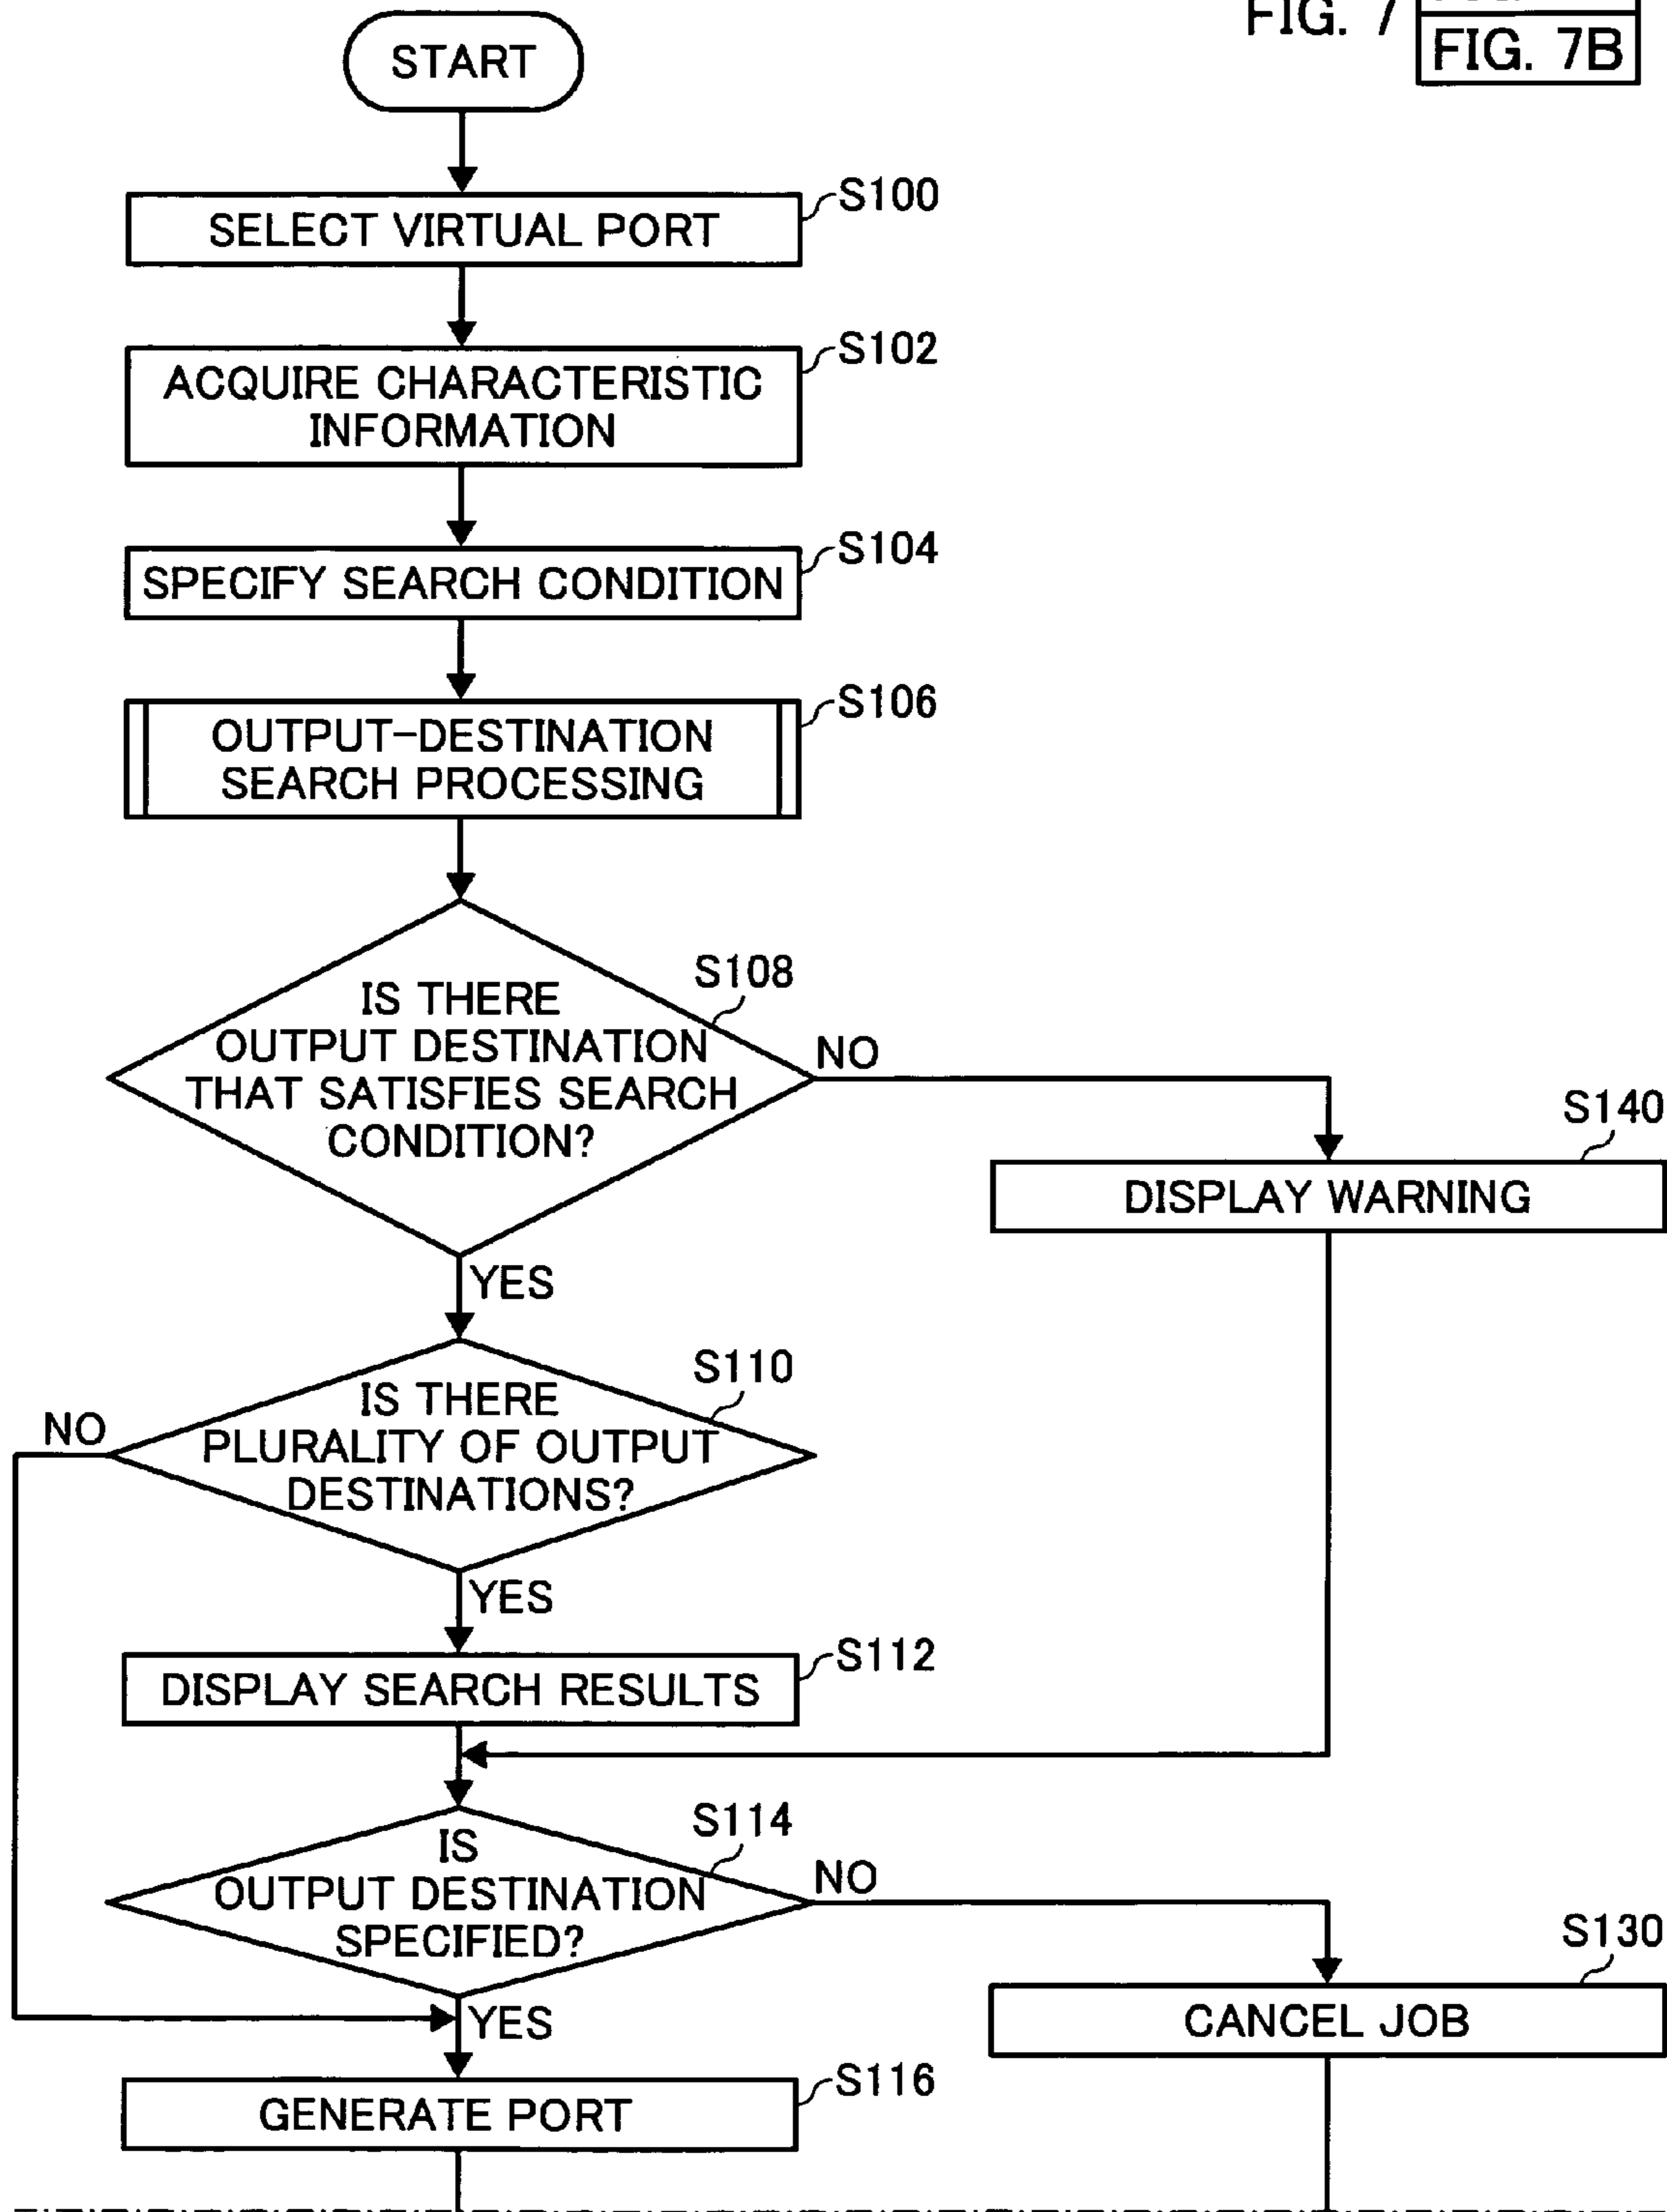 FIG. 7
FIG. 7B
START
S100
SELECT VIRTUAL PORT
S102
ACQUIRE CHARACTERISTIC
INFORMATION
S104
SPECIFY SEARCH CONDITION
S106
OUTPUT-DESTINATION
SEARCH PROCESSING
S108
IS THERE
OUTPUT DESTINATION
THAT SATISFIES SEARCH
CONDITION?
NO
S140
DISPLAY WARNING
YES
S110
IS THERE
PLURALITY OF OUTPUT
DESTINATIONS?
NO
YES
S112
DISPLAY SEARCH RESULTS
S114
IS
OUTPUT DESTINATION
SPECIFIED?
NO
S130
CANCEL JOB
YES
S116
GENERATE PORT